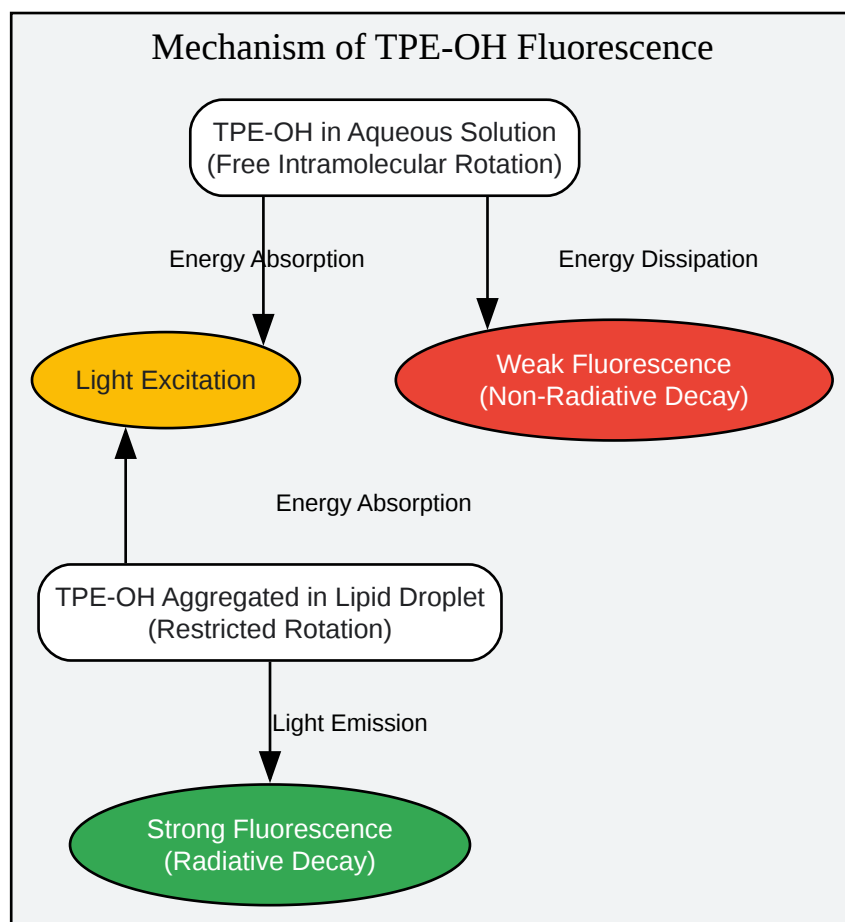 Mechanism of TPE-OH Fluorescence
TPE-OH in Aqueous Solution
(Free Intramolecular Rotation)
Energy Absorption
Energy Dissipation
Light Excitation
Weak Fluorescence
(Non-Radiative Decay)
Energy Absorption
TPE-OH Aggregated in Lipid Droplet
(Restricted Rotation)
Light Emission
Strong Fluorescence
(Radiative Decay)